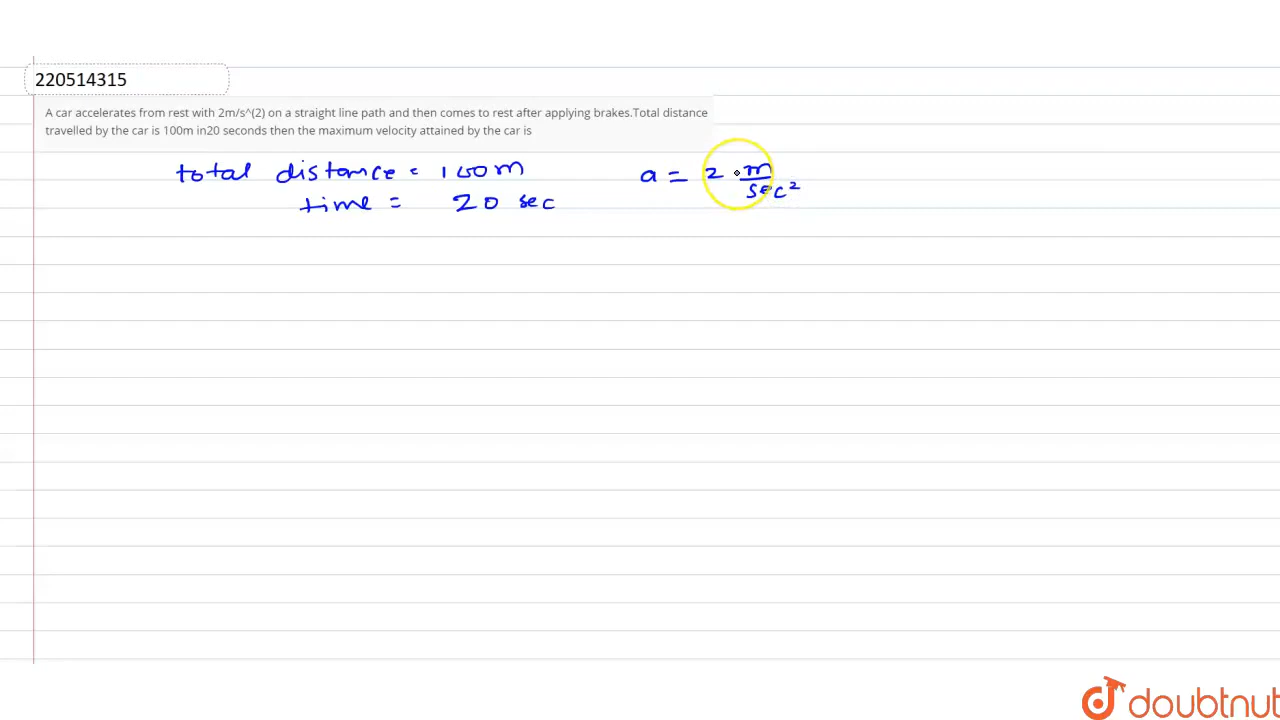 220514315
A car accelerates from rest with 2m/s^(2) on a straight line path and then comes to rest after applying brakes.Total distance
travelled by the car is 100m in20 seconds then the maximum velocity attained by the car is
total distance = 100m a = 2 m/sec²
time = 20 sec
doubtnut